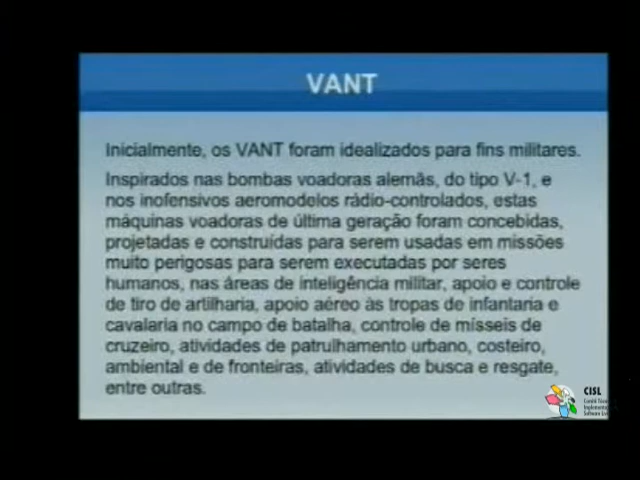 VANT
Inicialmente, os VANT foram idealizados para fins militares.
Inspirados nas bombas voadoras alemãs, do tipo V-1, e
nos inofensivos aeromodelos rádio-controlados, estas
máquinas voadoras de última geração foram concebidas,
projetadas e construídas para serem usadas em missões
muito perigosas para serem executadas por seres
humanos, nas áreas de inteligência militar, apoio e controle
de tiro de artilharia, apoio aéreo às tropas de infantaria e
cavalaria no campo de batalha, controle de mísseis de
cruzeiro, atividades de patrulhamento urbano, costeiro,
ambiental e de fronteiras, atividades de busca e resgate,
entre outras.
CISL
Software